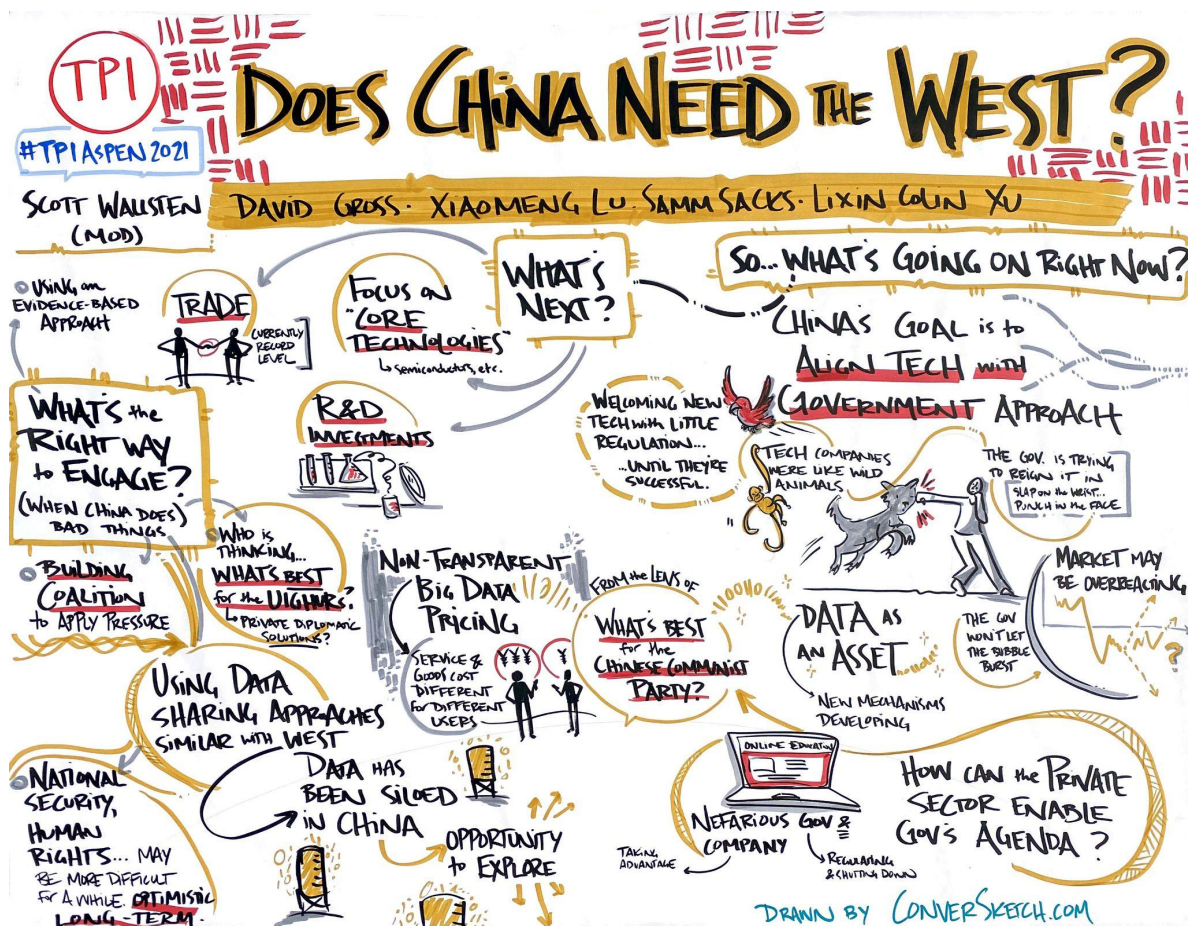 TPI
#TPIASPEN2021
DOES CHINA NEED THE WEST?
SCOTT WALLSTEN
(MOD)
DAVID GROSS · XIAOMENG LU · SAMM SACKS · LIXIN COLIN XU
USING an
EVIDENCE-BASED
APPROACH
TRADE
CURRENTLY
RECORD
LEVEL
FOCUS ON
"CORE
TECHNOLOGIES"
semiconductors, etc.
WHAT'S
NEXT?
R&D
INVESTMENTS
SO... WHAT'S GOING ON RIGHT NOW?
CHINA'S GOAL is to
ALIGN TECH with
GOVERNMENT APPROACH
WELCOMING NEW
TECH with LITTLE
REGULATION...
...UNTIL THEY'RE
SUCCESSFUL.
TECH COMPANIES
WERE LIKE WILD
ANIMALS
THE GOV. IS TRYING
TO REIGN IT IN
SLAP ON the WRIST...
PUNCH IN the FACE
MARKET MAY
BE OVERREACTING
?
THE GOV
WON'T LET
THE BUBBLE
BURST
DATA AS
AN ASSET
NEW MECHANISMS
DEVELOPING
WHAT'S the
RIGHT WAY
to ENGAGE?
(WHEN CHINA DOES)
BAD THINGS
BUILDING
COALITION
to APPLY PRESSURE
WHO is
THINKING...
WHAT'S BEST
for the UIGHURS?
PRIVATE DIPLOMATIC
SOLUTIONS?
NON-TRANSPARENT
BIG DATA
PRICING
SERVICE &
GOODS COST
DIFFERENT
for DIFFERENT
USERS
¥¥¥
¥
FROM the LENS OF
WHAT'S BEST
for the
CHINESE COMMUNIST
PARTY?
USING DATA
SHARING APPROACHES
SIMILAR with WEST
DATA HAS
BEEN SILOED
IN CHINA
OPPORTUNITY
to EXPLORE
NATIONAL
SECURITY,
HUMAN
RIGHTS... MAY
BE MORE DIFFICULT
for A WHILE. OPTIMISTIC
LONG-TERM.
ONLINE EDUCATION
NEFARIOUS GOV &
COMPANY
TAKING
ADVANTAGE
REGULATING
& SHUTTING DOWN
HOW CAN the PRIVATE
SECTOR ENABLE
GOV'S AGENDA?
DRAWN BY CONVERSKETCH.COM